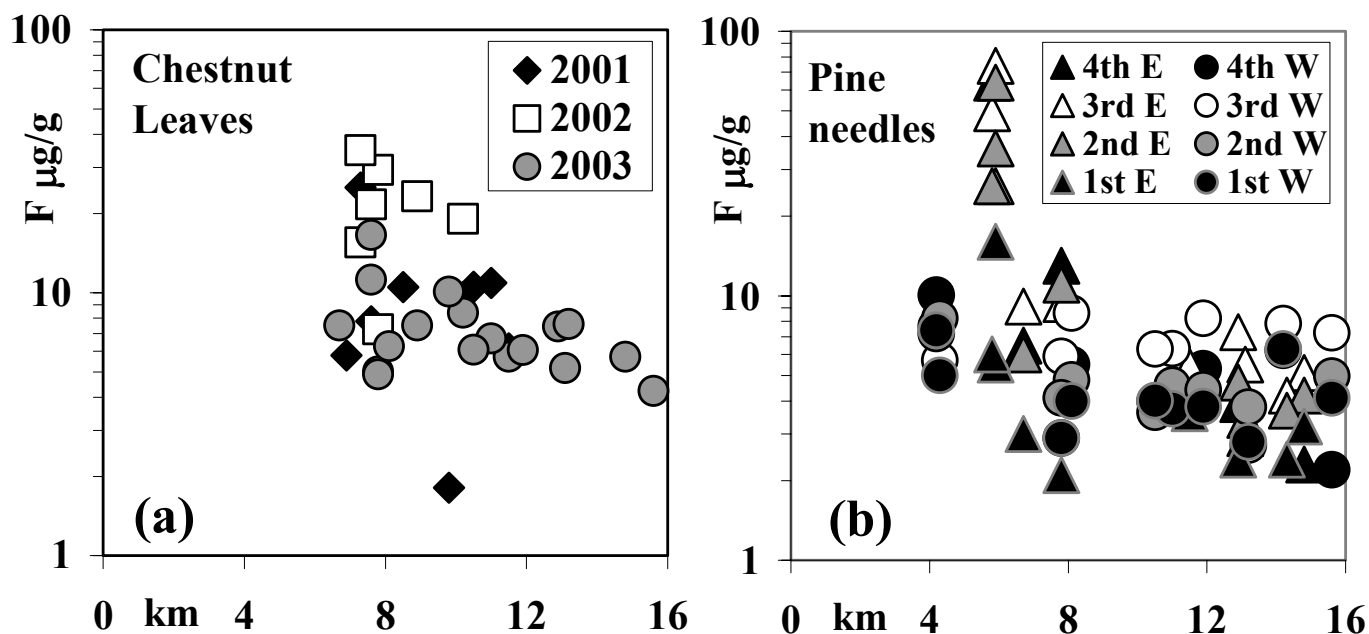 100
10
1
F µg/g
Chestnut
Leaves
2001
2002
2003
(a)
0 km 4 8 12 16
100
10
1
F µg/g
Pine
needles
4th E 4th W
3rd E 3rd W
2nd E 2nd W
1st E 1st W
(b)
0 km 4 8 12 16